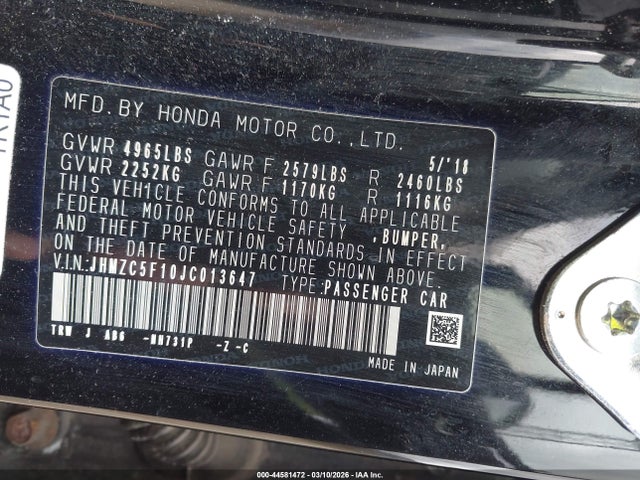 MFD. BY HONDA MOTOR CO., LTD.
5/'18
GVWR 4965LBS GAWR F 2579LBS R 2460LBS
GVWR 2252KG GAWR F 1170KG R 1116KG
THIS VEHICLE CONFORMS TO ALL APPLICABLE
FEDERAL MOTOR VEHICLE SAFETY ,BUMPER,
AND THEFT PREVENTION STANDARDS IN EFFECT
ON THE DATE OF MANUFACTURE SHOWN ABOVE.
V.I.N.:JHMZC5F10JC013647 TYPE:PASSENGER CAR
TRW J AB6 -NH731P -Z -C
MADE IN JAPAN
000-44581472 - 03/10/2026 - IAA Inc.